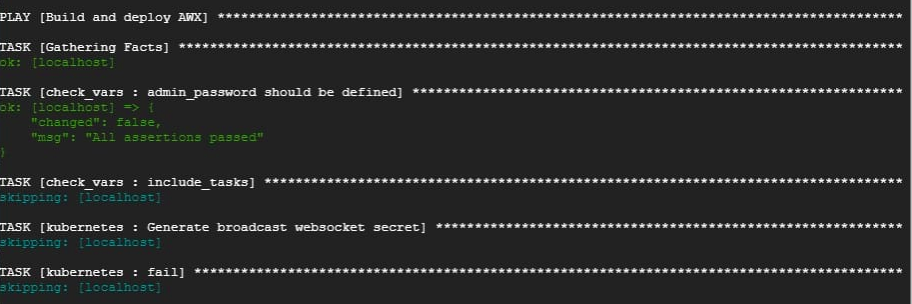 PLAY [Build and deploy AWX] ****************************************************************************************
TASK [Gathering Facts] *********************************************************************************************
ok: [localhost]
TASK [check_vars : admin_password should be defined] ***************************************************************
ok: [localhost] => {
    "changed": false,
    "msg": "All assertions passed"
}
TASK [check_vars : include_tasks] **********************************************************************************
skipping: [localhost]
TASK [kubernetes : Generate broadcast websocket secret] ************************************************************
skipping: [localhost]
TASK [kubernetes : fail] *******************************************************************************************
skipping: [localhost]